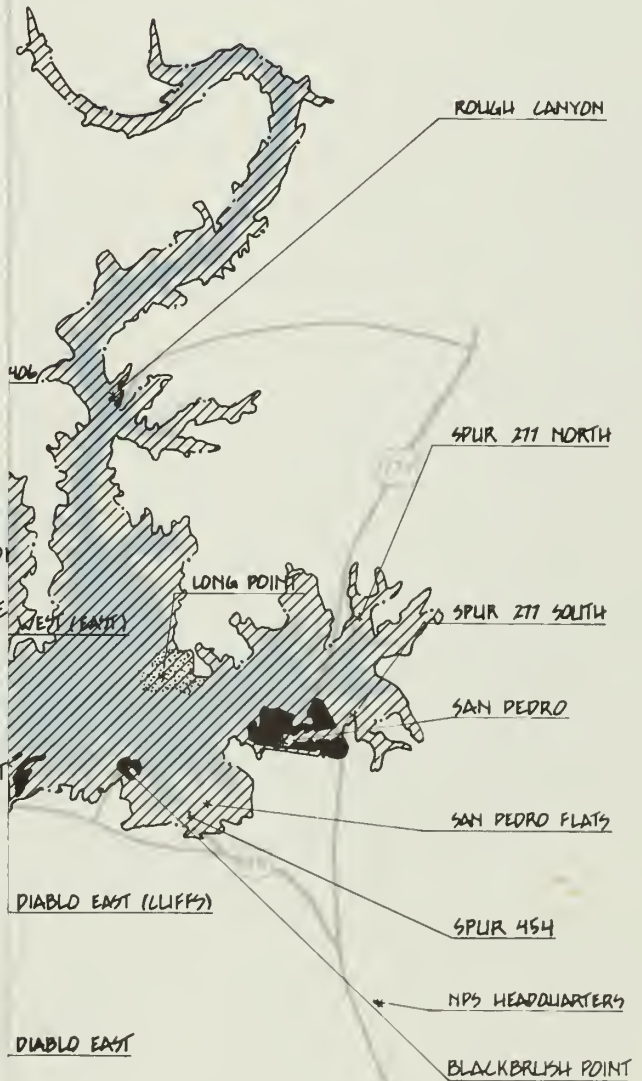 ROUGH CANYON
406
SPUR 277 NORTH
LONG POINT
WEST (EAST)
SPUR 277 SOUTH
SAN PEDRO
SAN PEDRO FLATS
DIABLO EAST (CLIFFS)
SPUR 454
NPS HEADQUARTERS
DIABLO EAST
BLACKBRUSH POINT